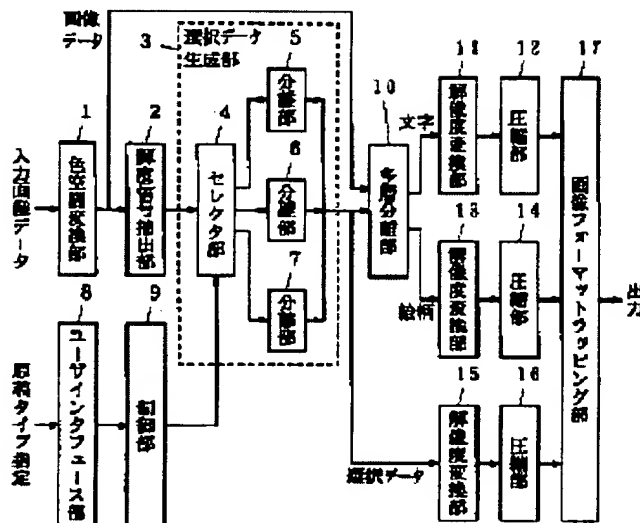 画像
データ
3
選択データ
生成部
5
分離部
1
2
4
6
分離部
7
分離部
入力画像データ
色空間変換部
輝度信号抽出部
セレクタ部
10
多階調分離部
文字
絵柄
11
解像度変換部
12
圧縮部
13
解像度変換部
14
圧縮部
17
画像フォーマットラッピング部
出力
8
9
原稿タイプ指定
ユーザインタフェース部
制御部
15
解像度変換部
16
圧縮部
選択データ